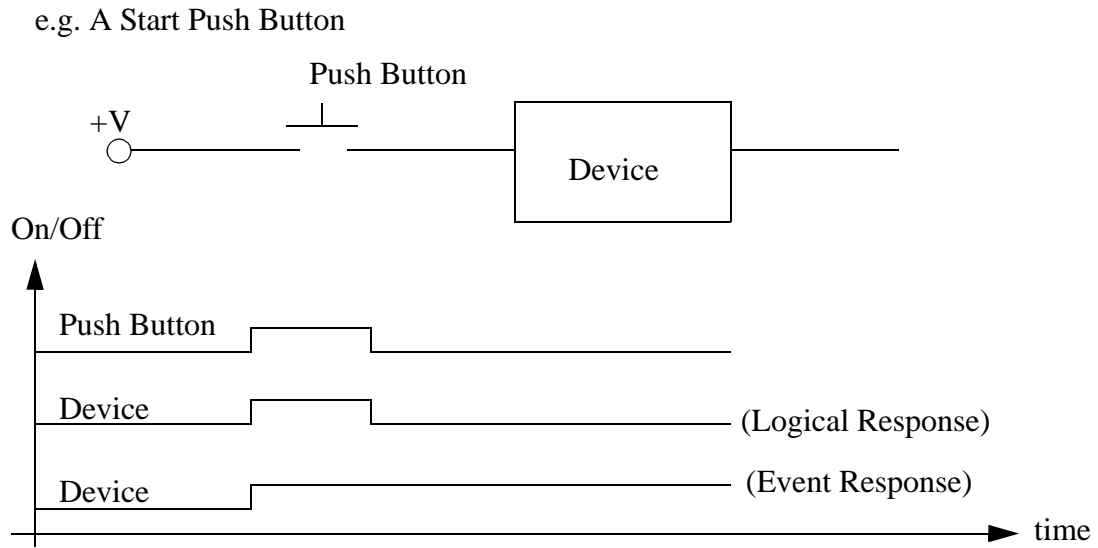 e.g. A Start Push Button
Push Button
+V
Device
On/Off
Push Button
Device
(Logical Response)
Device
(Event Response)
time